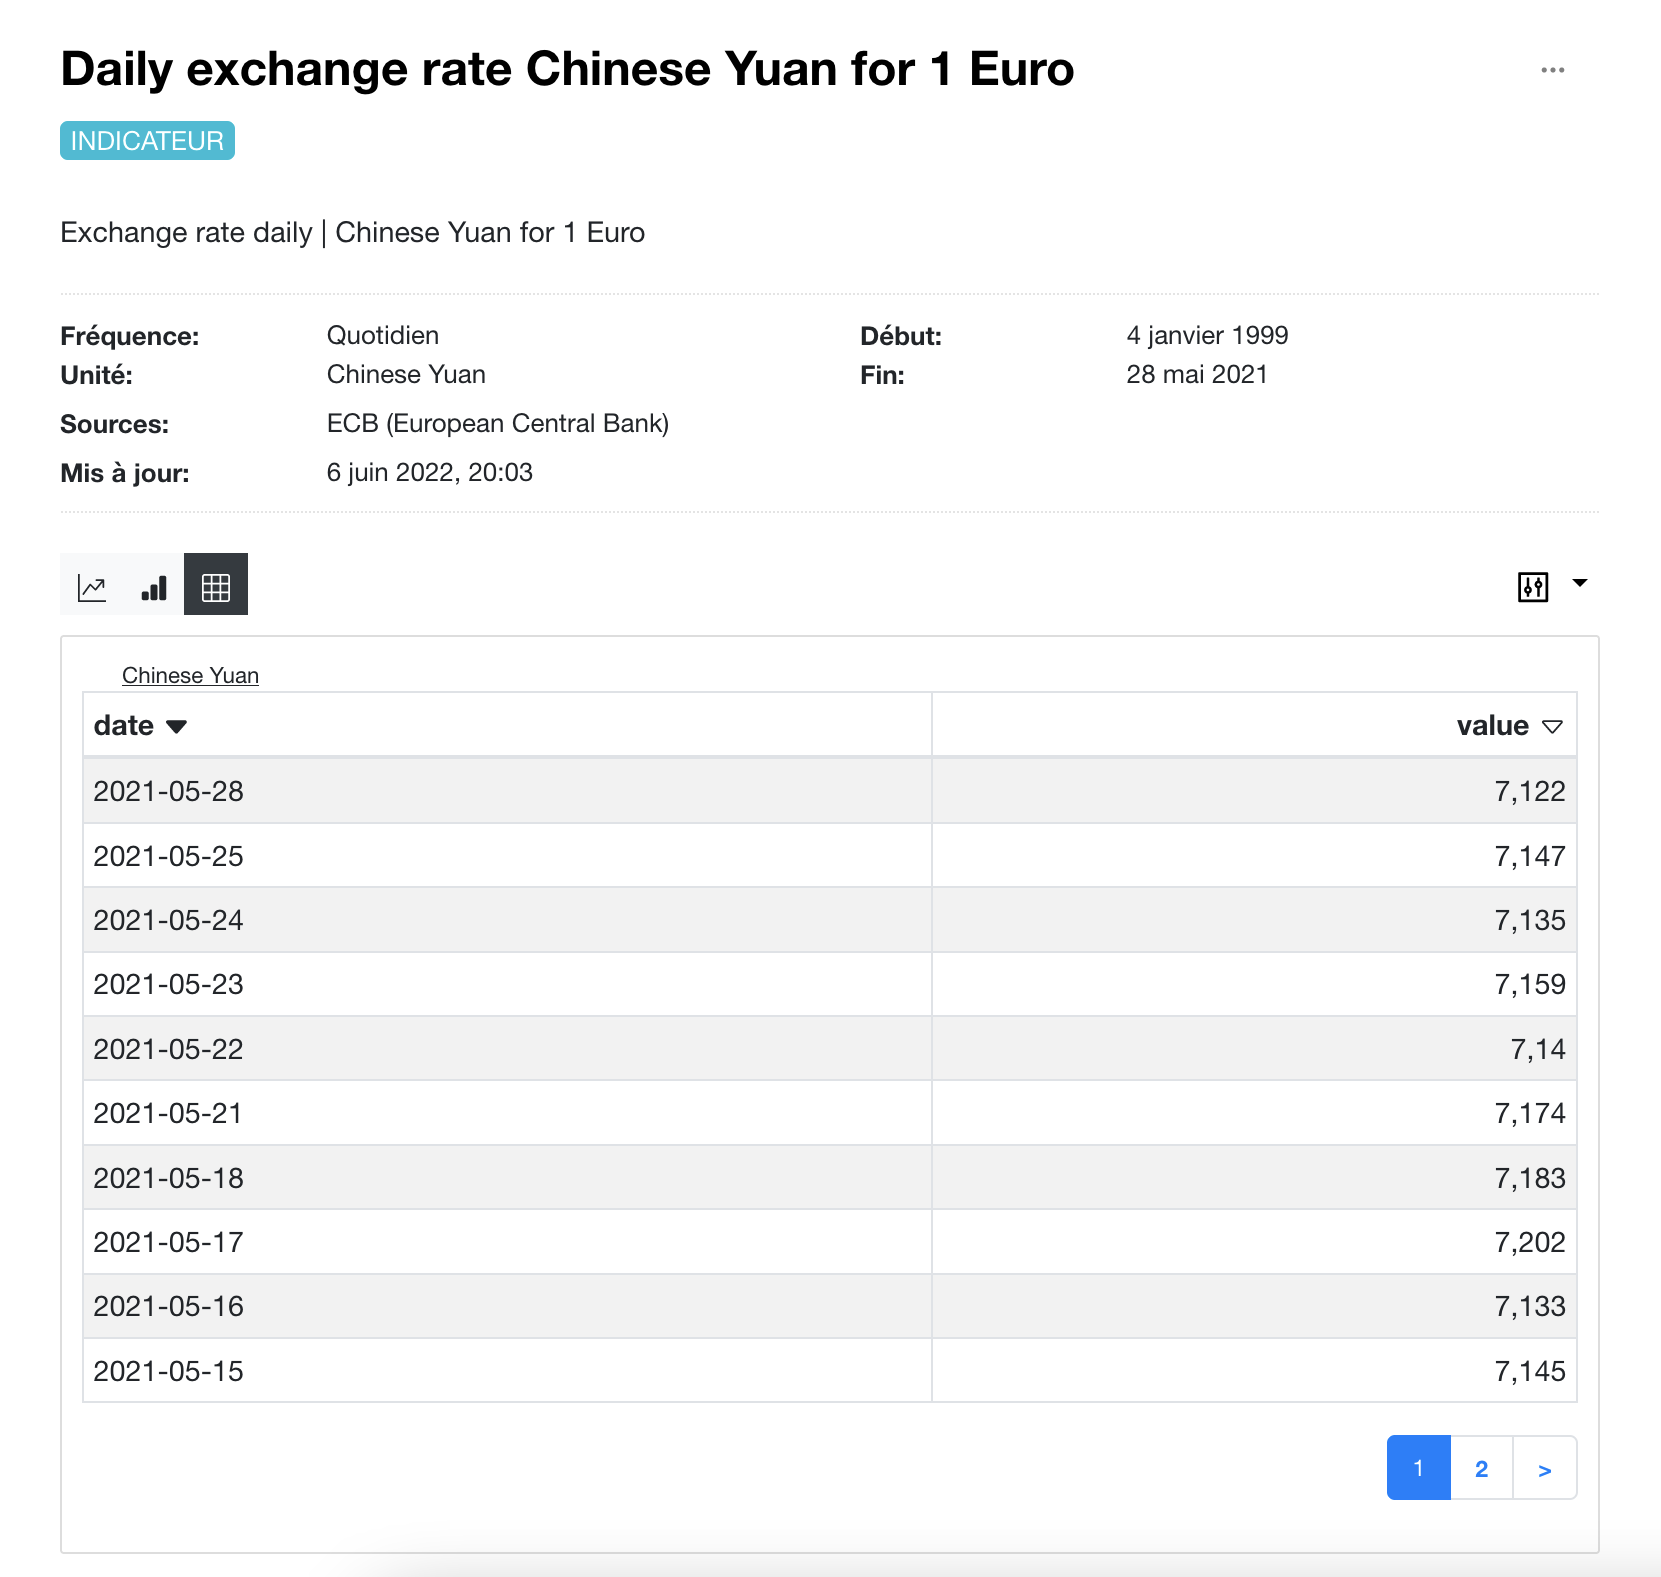 Daily exchange rate Chinese Yuan for 1 Euro
INDICATEUR
Exchange rate daily | Chinese Yuan for 1 Euro
Fréquence: Quotidien Début: 4 janvier 1999
Unité: Chinese Yuan Fin: 28 mai 2021
Sources: ECB (European Central Bank)
Mis à jour: 6 juin 2022, 20:03
Chinese Yuan
date value
2021-05-28 7,122
2021-05-25 7,147
2021-05-24 7,135
2021-05-23 7,159
2021-05-22 7,14
2021-05-21 7,174
2021-05-18 7,183
2021-05-17 7,202
2021-05-16 7,133
2021-05-15 7,145
1 2 >